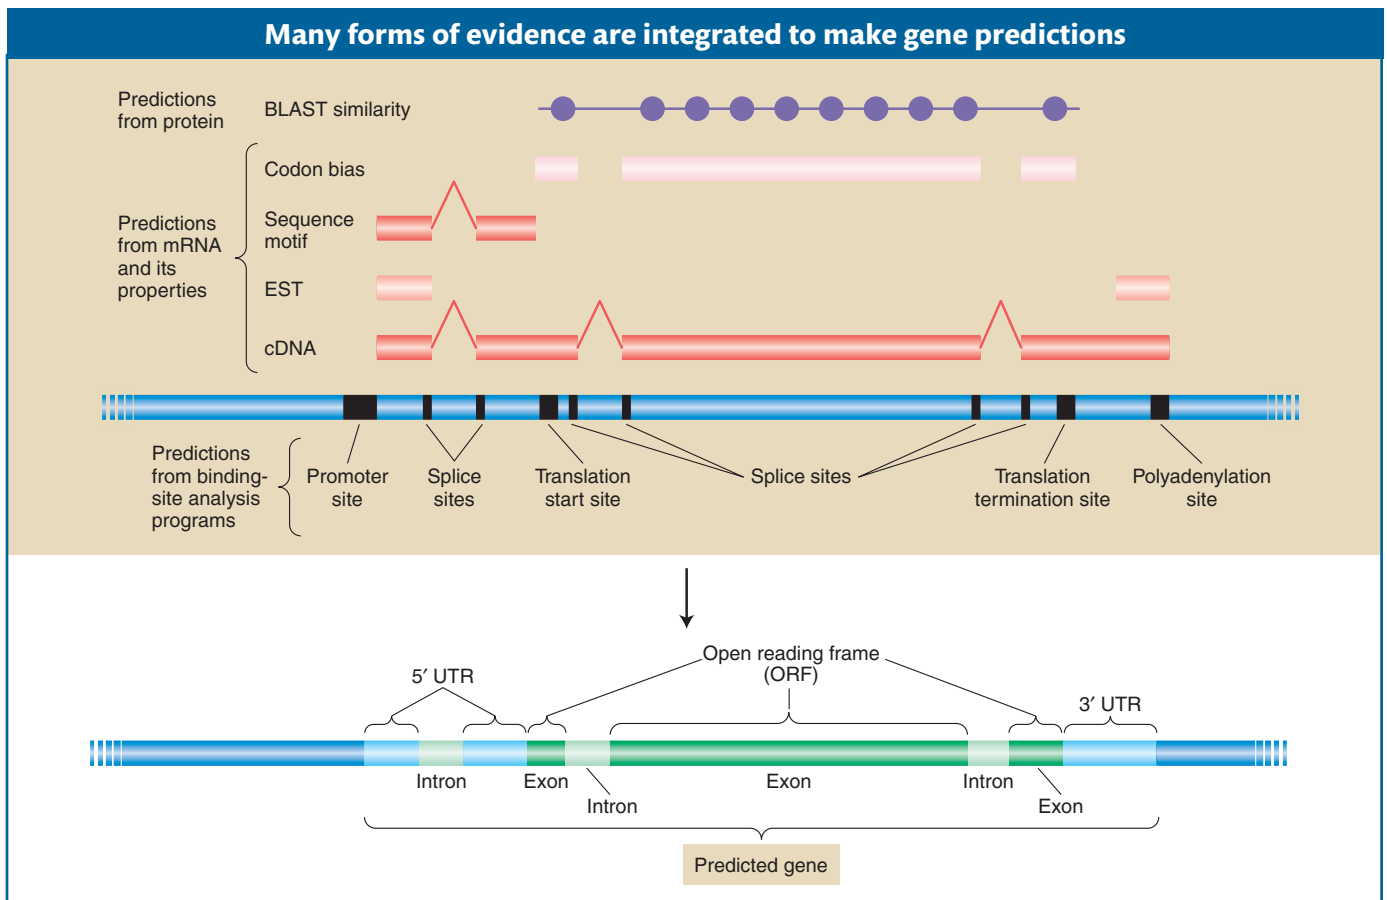 Many forms of evidence are integrated to make gene predictions
Predictions
from protein
BLAST similarity
Codon bias
Predictions
from mRNA
and its
properties
Sequence
motif
EST
cDNA
Predictions
from binding-
site analysis
programs
Promoter
site
Splice
sites
Translation
start site
Splice sites
Translation
termination site
Polyadenylation
site
Open reading frame
(ORF)
5′ UTR
3′ UTR
Intron
Exon
Intron
Exon
Intron
Exon
Predicted gene